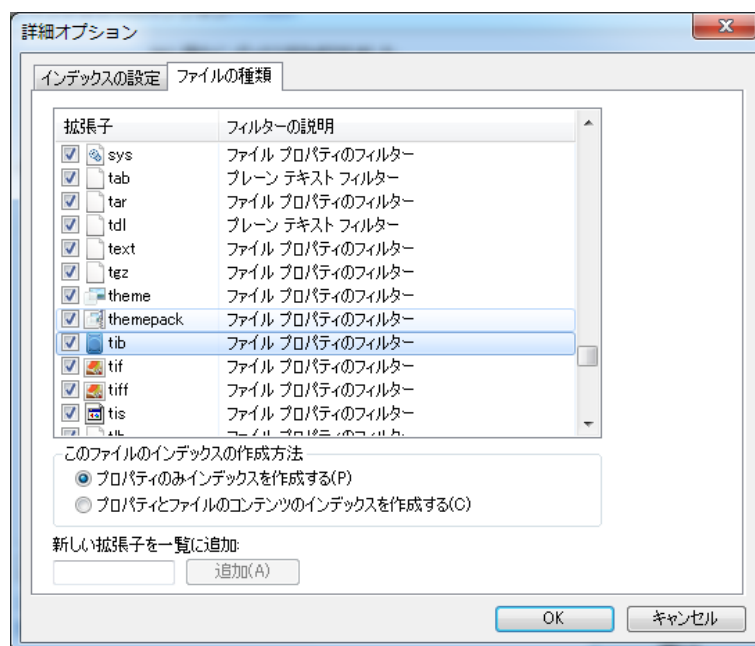 詳細オプション
インデックスの設定 ファイルの種類
拡張子 フィルターの説明
sys ファイル プロパティのフィルター
tab プレーン テキスト フィルター
tar ファイル プロパティのフィルター
tdl プレーン テキスト フィルター
text ファイル プロパティのフィルター
tgz ファイル プロパティのフィルター
theme ファイル プロパティのフィルター
themepack ファイル プロパティのフィルター
tib ファイル プロパティのフィルター
tif ファイル プロパティのフィルター
tiff ファイル プロパティのフィルター
tis ファイル プロパティのフィルター
このファイルのインデックスの作成方法
プロパティのみインデックスを作成する(P)
プロパティとファイルのコンテンツのインデックスを作成する(C)
新しい拡張子を一覧に追加:
追加(A)
OK キャンセル